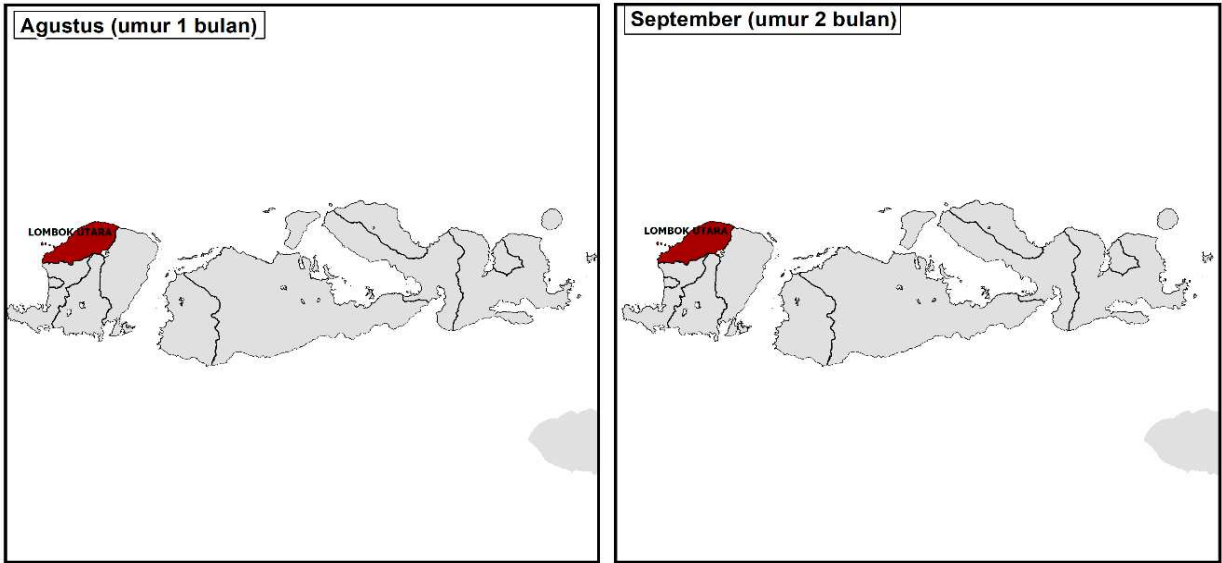 Agustus (umur 1 bulan)
LOMBOK UTARA
September (umur 2 bulan)
LOMBOK UTARA